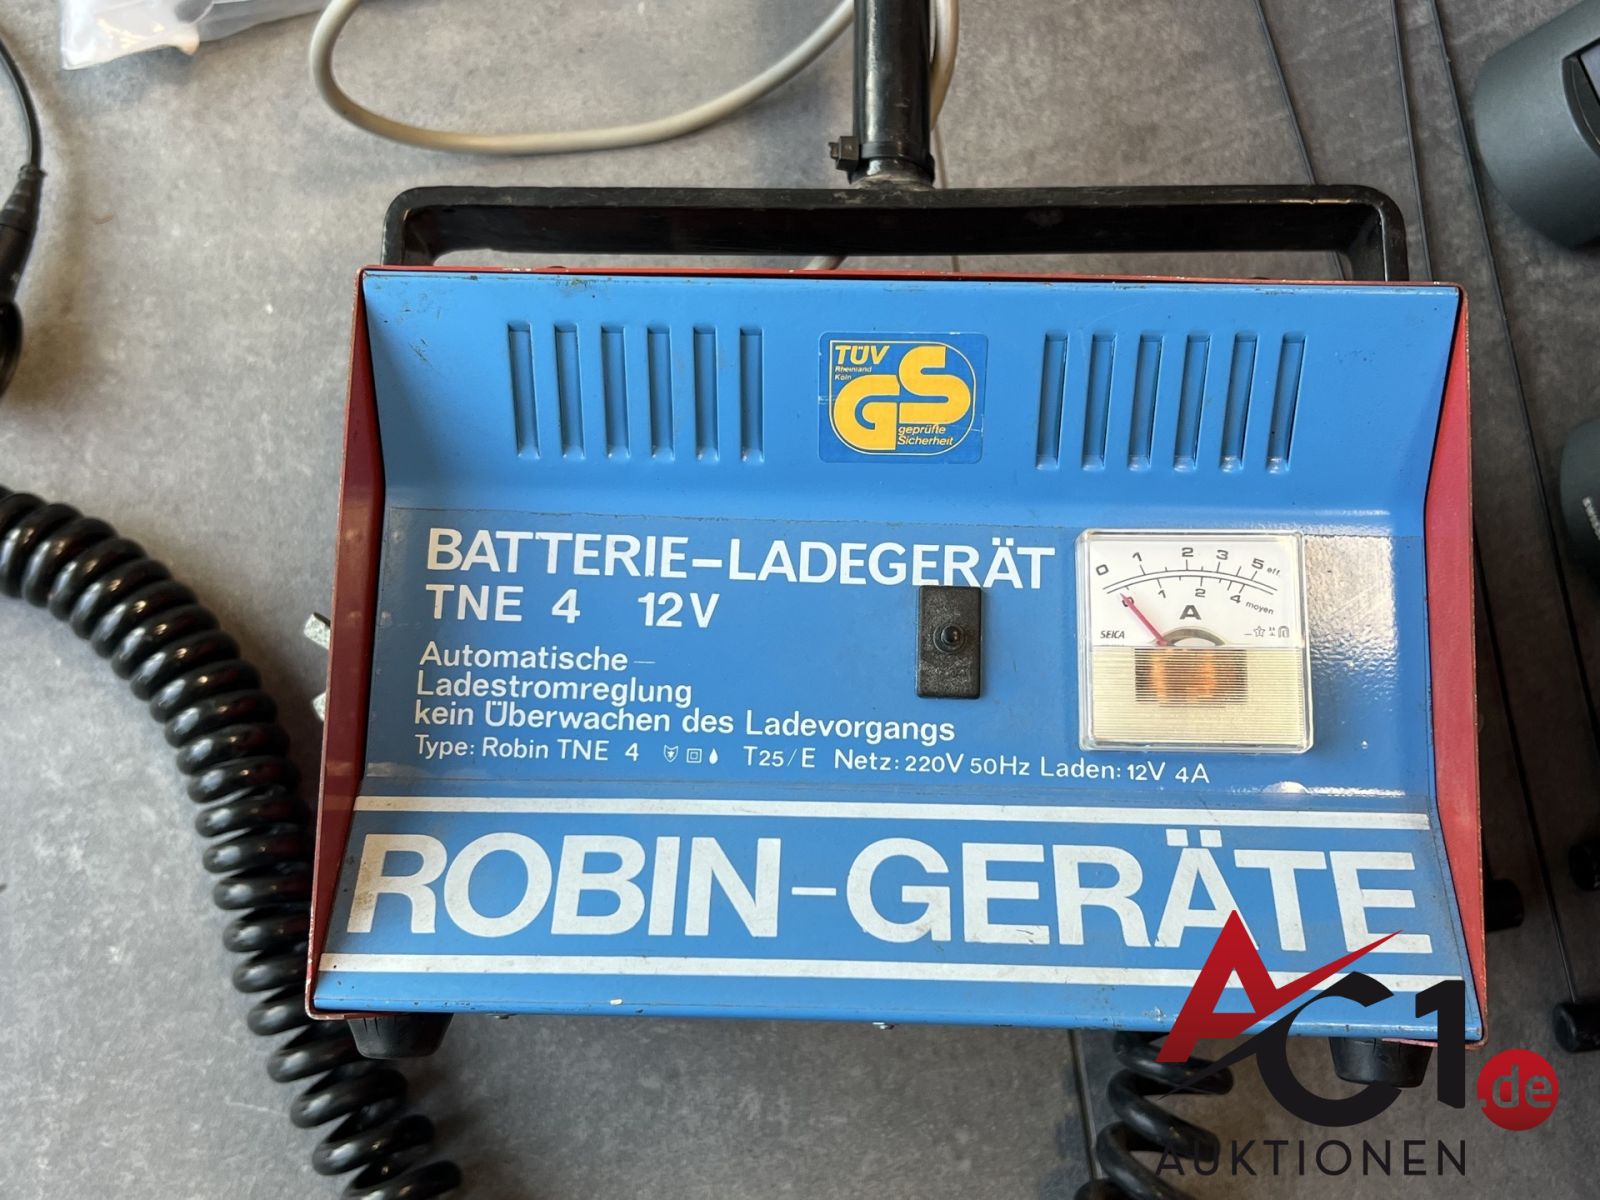 TÜV
Rheinland
Köln
GS
geprüfte
Sicherheit
BATTERIE-LADEGERÄT
TNE 4 12V
Automatische
Ladestromreglung
kein Überwachen des Ladevorgangs
Type: Robin TNE 4 T25/E Netz: 220V 50Hz Laden: 12V 4A
0 1 2 3 5 eff.
0 1 2 4 moyen
A
SEICA
ROBIN-GERÄTE
AC1.de
AUKTIONEN